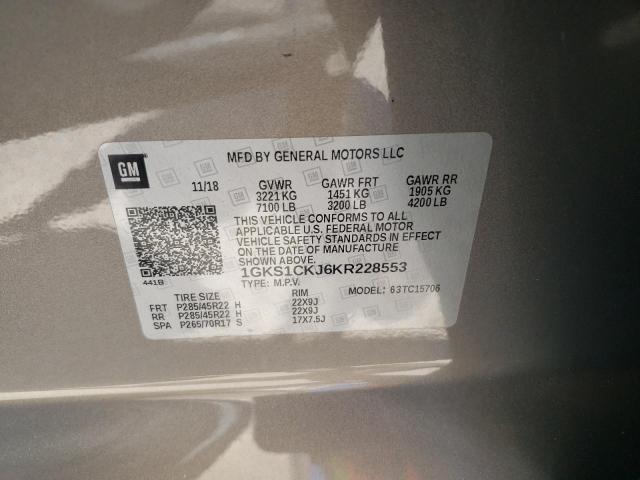 GM
MFD BY GENERAL MOTORS LLC
11/18 GVWR GAWR FRT GAWR RR
3221 KG 1451 KG 1905 KG
7100 LB 3200 LB 4200 LB
THIS VEHICLE CONFORMS TO ALL
APPLICABLE U.S. FEDERAL MOTOR
VEHICLE SAFETY STANDARDS IN EFFECT
ON THE DATE OF MANUFACTURE
SHOWN ABOVE.
1GKS1CKJ6KR228553
441B TYPE: M.P.V. MODEL: 63TC15706
TIRE SIZE RIM
FRT P285/45R22 H 22X9J
RR P285/45R22 H 22X9J
SPA P265/70R17 S 17X7.5J